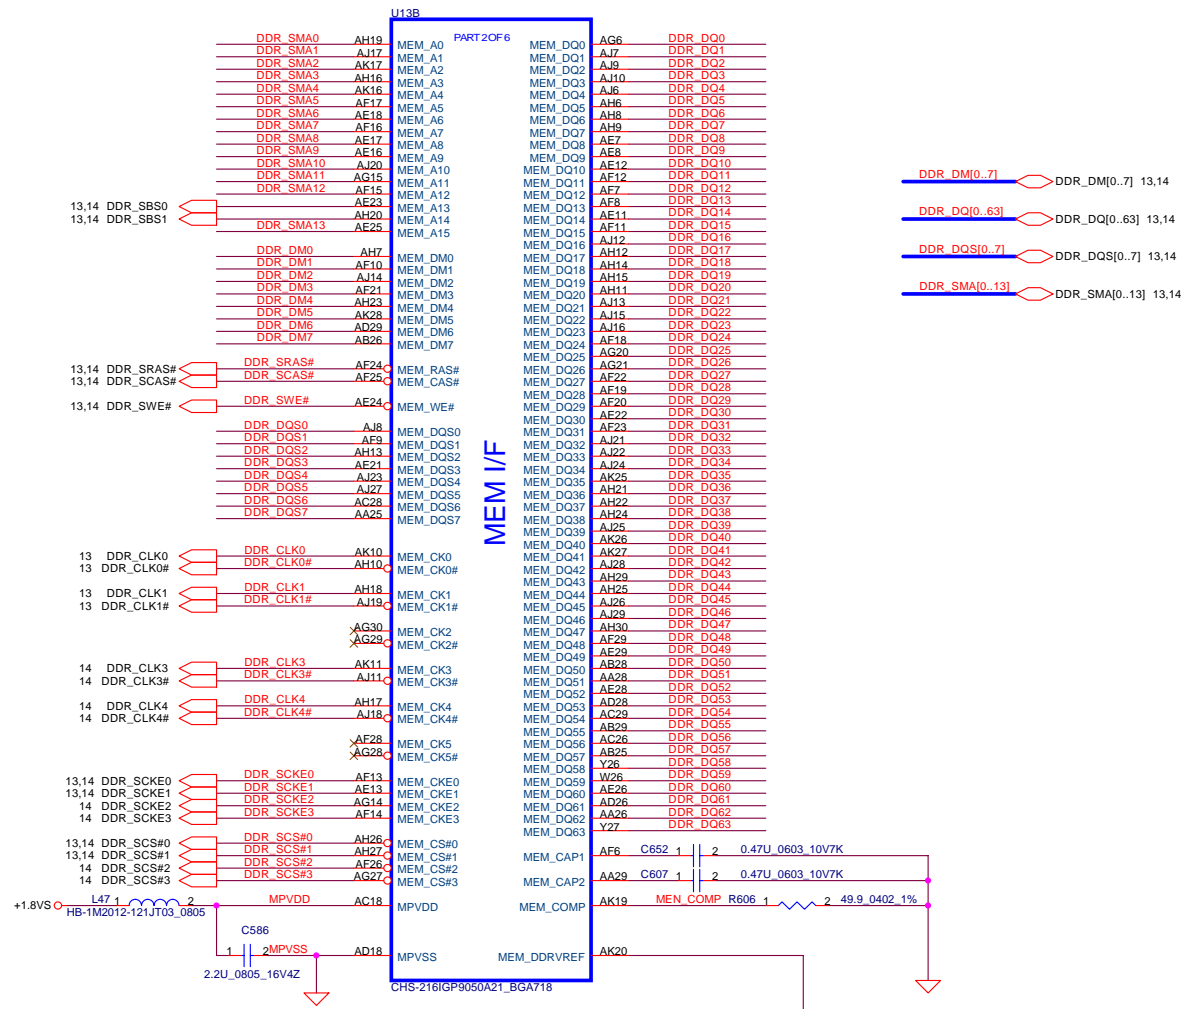 U13B
PART2OF6
DDR_SMA0 AH19 MEM_A0
DDR_SMA1 AJ17 MEM_A1
DDR_SMA2 AK17 MEM_A2
DDR_SMA3 AH16 MEM_A3
DDR_SMA4 AK16 MEM_A4
DDR_SMA5 AF17 MEM_A5
DDR_SMA6 AE18 MEM_A6
DDR_SMA7 AF16 MEM_A7
DDR_SMA8 AE17 MEM_A8
DDR_SMA9 AE16 MEM_A9
DDR_SMA10 AJ20 MEM_A10
DDR_SMA11 AG15 MEM_A11
DDR_SMA12 AF15 MEM_A12
13,14 DDR_SBS0 AE23 MEM_A13
13,14 DDR_SBS1 AH20 MEM_A14
DDR_SMA13 AE25 MEM_A15
DDR_DM0 AH7 MEM_DM0
DDR_DM1 AF10 MEM_DM1
DDR_DM2 AJ14 MEM_DM2
DDR_DM3 AF21 MEM_DM3
DDR_DM4 AH23 MEM_DM4
DDR_DM5 AK28 MEM_DM5
DDR_DM6 AD29 MEM_DM6
DDR_DM7 AB26 MEM_DM7
13,14 DDR_SRAS# DDR_SRAS# AF24 MEM_RAS#
13,14 DDR_SCAS# DDR_SCAS# AF25 MEM_CAS#
13,14 DDR_SWE# DDR_SWE# AE24 MEM_WE#
DDR_DQS0 AJ8 MEM_DQS0
DDR_DQS1 AF9 MEM_DQS1
DDR_DQS2 AH13 MEM_DQS2
DDR_DQS3 AE21 MEM_DQS3
DDR_DQS4 AJ23 MEM_DQS4
DDR_DQS5 AJ27 MEM_DQS5
DDR_DQS6 AC28 MEM_DQS6
DDR_DQS7 AA25 MEM_DQS7
13 DDR_CLK0 DDR_CLK0 AK10 MEM_CK0
13 DDR_CLK0# DDR_CLK0# AH10 MEM_CK0#
13 DDR_CLK1 DDR_CLK1 AH18 MEM_CK1
13 DDR_CLK1# DDR_CLK1# AJ19 MEM_CK1#
AG30 MEM_CK2
AG29 MEM_CK2#
14 DDR_CLK3 DDR_CLK3 AK11 MEM_CK3
14 DDR_CLK3# DDR_CLK3# AJ11 MEM_CK3#
14 DDR_CLK4 DDR_CLK4 AH17 MEM_CK4
14 DDR_CLK4# DDR_CLK4# AJ18 MEM_CK4#
AF28 MEM_CK5
AG28 MEM_CK5#
13,14 DDR_SCKE0 DDR_SCKE0 AF13 MEM_CKE0
13,14 DDR_SCKE1 DDR_SCKE1 AE13 MEM_CKE1
14 DDR_SCKE2 DDR_SCKE2 AG14 MEM_CKE2
14 DDR_SCKE3 DDR_SCKE3 AF14 MEM_CKE3
13,14 DDR_SCS#0 DDR_SCS#0 AH26 MEM_CS#0
13,14 DDR_SCS#1 DDR_SCS#1 AH27 MEM_CS#1
14 DDR_SCS#2 DDR_SCS#2 AF26 MEM_CS#2
14 DDR_SCS#3 DDR_SCS#3 AG27 MEM_CS#3
+1.8VS L47 1 2 MPVDD AC18 MPVDD
HB-1M2012-121JT03_0805
C586
1 2 MPVSS AD18 MPVSS
2.2U_0805_16V4Z
MEM I/F
MEM_DQ0 AG6 DDR_DQ0
MEM_DQ1 AJ7 DDR_DQ1
MEM_DQ2 AJ9 DDR_DQ2
MEM_DQ3 AJ10 DDR_DQ3
MEM_DQ4 AJ6 DDR_DQ4
MEM_DQ5 AH6 DDR_DQ5
MEM_DQ6 AH8 DDR_DQ6
MEM_DQ7 AH9 DDR_DQ7
MEM_DQ8 AE7 DDR_DQ8
MEM_DQ9 AE8 DDR_DQ9
MEM_DQ10 AE12 DDR_DQ10
MEM_DQ11 AF12 DDR_DQ11
MEM_DQ12 AF7 DDR_DQ12
MEM_DQ13 AF8 DDR_DQ13
MEM_DQ14 AE11 DDR_DQ14
MEM_DQ15 AF11 DDR_DQ15
MEM_DQ16 AJ12 DDR_DQ16
MEM_DQ17 AH12 DDR_DQ17
MEM_DQ18 AH14 DDR_DQ18
MEM_DQ19 AH15 DDR_DQ19
MEM_DQ20 AH11 DDR_DQ20
MEM_DQ21 AJ13 DDR_DQ21
MEM_DQ22 AJ15 DDR_DQ22
MEM_DQ23 AJ16 DDR_DQ23
MEM_DQ24 AF18 DDR_DQ24
MEM_DQ25 AG20 DDR_DQ25
MEM_DQ26 AG21 DDR_DQ26
MEM_DQ27 AF22 DDR_DQ27
MEM_DQ28 AF19 DDR_DQ28
MEM_DQ29 AF20 DDR_DQ29
MEM_DQ30 AE22 DDR_DQ30
MEM_DQ31 AF23 DDR_DQ31
MEM_DQ32 AJ21 DDR_DQ32
MEM_DQ33 AJ22 DDR_DQ33
MEM_DQ34 AJ24 DDR_DQ34
MEM_DQ35 AK25 DDR_DQ35
MEM_DQ36 AH21 DDR_DQ36
MEM_DQ37 AH22 DDR_DQ37
MEM_DQ38 AH24 DDR_DQ38
MEM_DQ39 AJ25 DDR_DQ39
MEM_DQ40 AK26 DDR_DQ40
MEM_DQ41 AK27 DDR_DQ41
MEM_DQ42 AJ28 DDR_DQ42
MEM_DQ43 AH29 DDR_DQ43
MEM_DQ44 AH25 DDR_DQ44
MEM_DQ45 AJ26 DDR_DQ45
MEM_DQ46 AJ29 DDR_DQ46
MEM_DQ47 AH30 DDR_DQ47
MEM_DQ48 AF29 DDR_DQ48
MEM_DQ49 AE29 DDR_DQ49
MEM_DQ50 AB28 DDR_DQ50
MEM_DQ51 AA28 DDR_DQ51
MEM_DQ52 AE28 DDR_DQ52
MEM_DQ53 AD28 DDR_DQ53
MEM_DQ54 AC29 DDR_DQ54
MEM_DQ55 AB29 DDR_DQ55
MEM_DQ56 AC26 DDR_DQ56
MEM_DQ57 AB25 DDR_DQ57
MEM_DQ58 Y26 DDR_DQ58
MEM_DQ59 W26 DDR_DQ59
MEM_DQ60 AE26 DDR_DQ60
MEM_DQ61 AD26 DDR_DQ61
MEM_DQ62 AA26 DDR_DQ62
MEM_DQ63 Y27 DDR_DQ63
MEM_CAP1 AF6 C652 1 2 0.47U_0603_10V7K
MEM_CAP2 AA29 C607 1 2 0.47U_0603_10V7K
MEM_COMP AK19 MEN_COMP R606 1 2 49.9_0402_1%
MEM_DDRVREF AK20
CHS-216IGP9050A21_BGA718
DDR_DM[0..7] DDR_DM[0..7] 13,14
DDR_DQ[0..63] DDR_DQ[0..63] 13,14
DDR_DQS[0..7] DDR_DQS[0..7] 13,14
DDR_SMA[0..13] DDR_SMA[0..13] 13,14